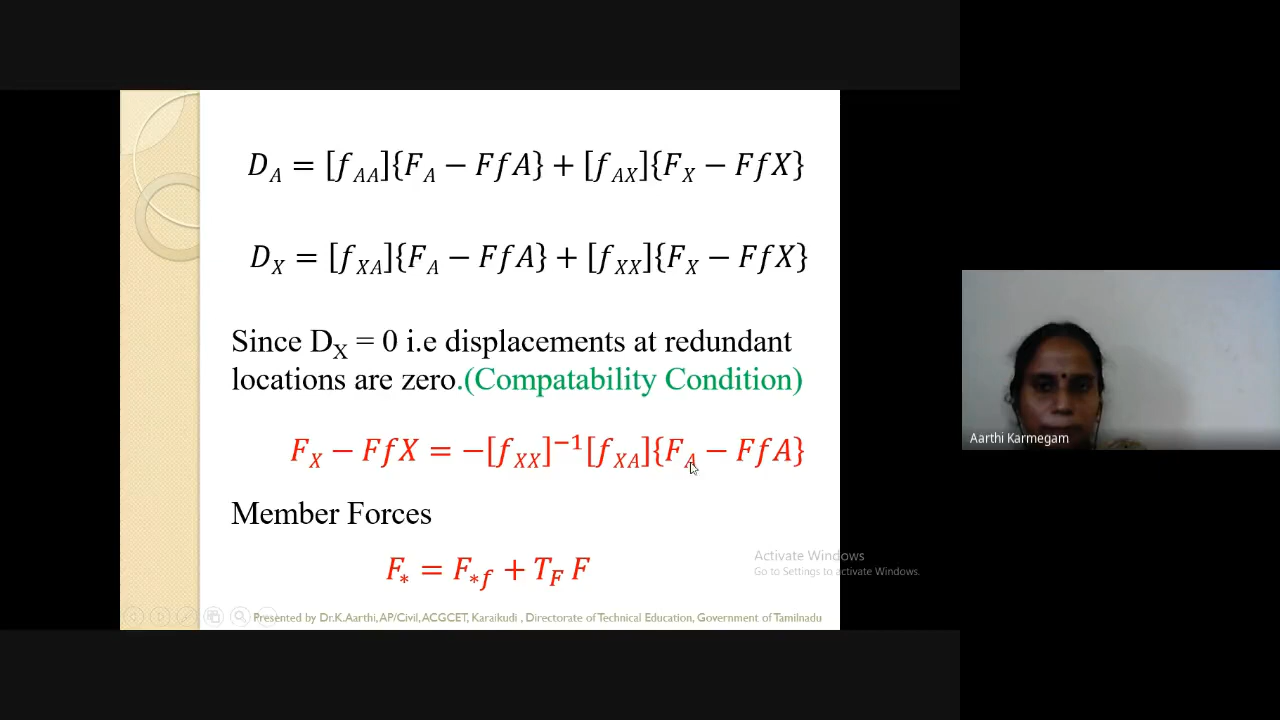 D_A = [f_AA]{F_A − FfA} + [f_AX]{F_X − FfX}
D_X = [f_XA]{F_A − FfA} + [f_XX]{F_X − FfX}
Since D_X = 0 i.e displacements at redundant
locations are zero.(Compatability Condition)
F_X − FfX = −[f_XX]^−1[f_XA]{F_A − FfA}
Member Forces
F_* = F_*f + T_F F
Presented by Dr.K.Aarthi, AP/Civil, ACGCET, Karaikudi , Directorate of Technical Education, Government of Tamilnadu
Activate Windows
Go to Settings to activate Windows.
Aarthi Karmegam